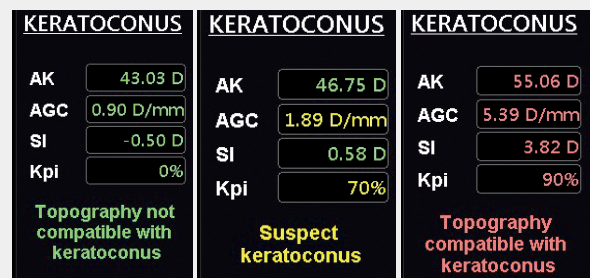 KERATOCONUS
AK 43.03 D
AGC 0.90 D/mm
SI -0.50 D
Kpi 0%
Topography not
compatible with
keratoconus
KERATOCONUS
AK 46.75 D
AGC 1.89 D/mm
SI 0.58 D
Kpi 70%
Suspect
keratoconus
KERATOCONUS
AK 55.06 D
AGC 5.39 D/mm
SI 3.82 D
Kpi 90%
Topography
compatible with
keratoconus